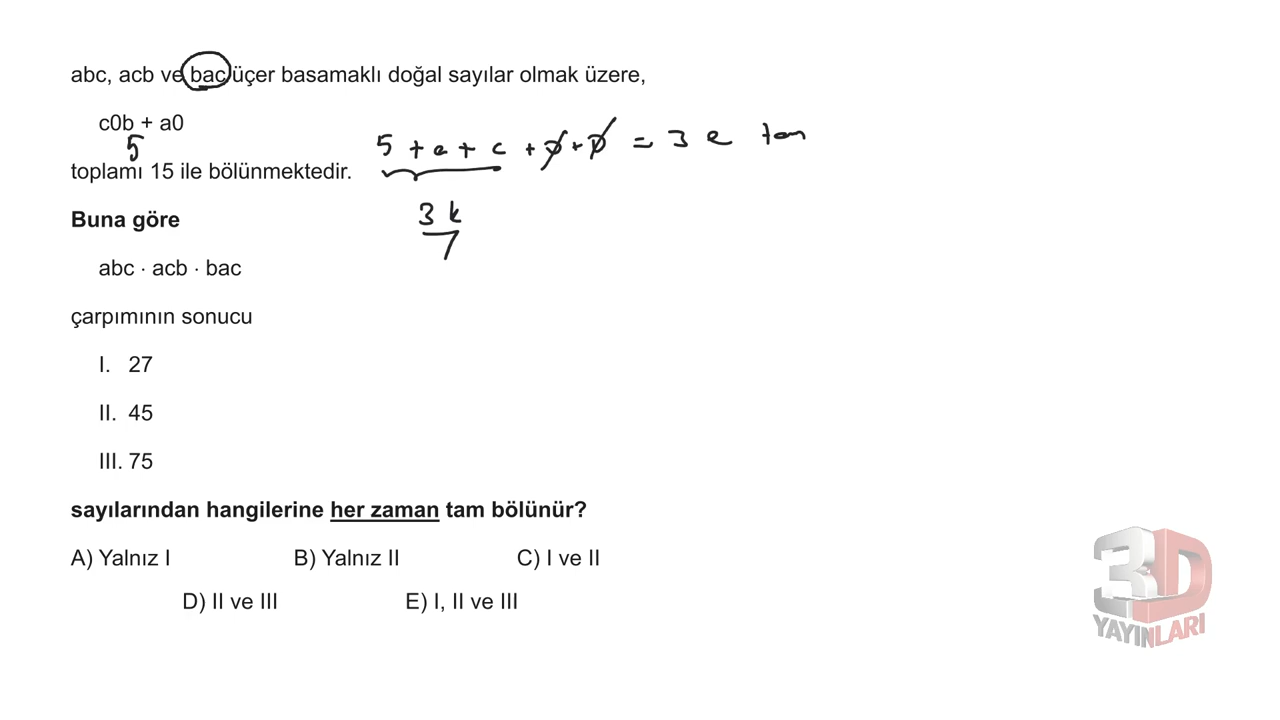 abc, acb ve bac üçer basamaklı doğal sayılar olmak üzere,
c0b + a0
5
5 + a + c + 0 + 0 = 3 e tam
toplamı 15 ile bölünmektedir.
3k
Buna göre
abc · acb · bac
çarpımının sonucu
I. 27
II. 45
III. 75
sayılarından hangilerine her zaman tam bölünür?
A) Yalnız I B) Yalnız II C) I ve II
D) II ve III E) I, II ve III
3D
YAYINLARI